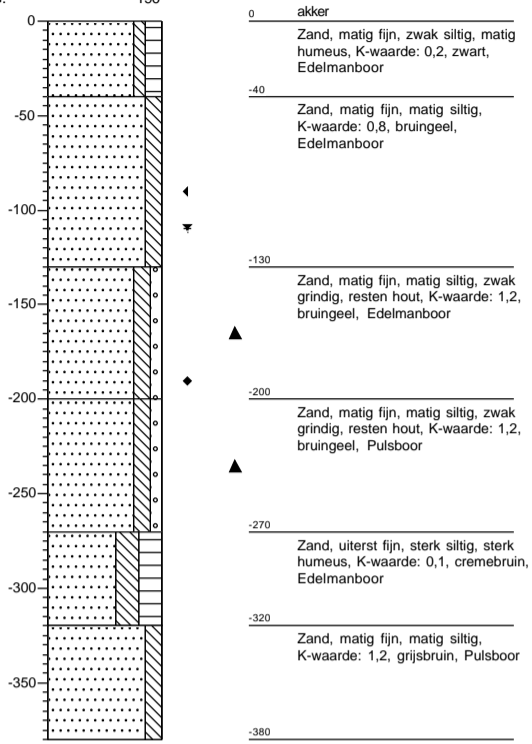 0
-50
-100
-150
-200
-250
-300
-350
0
akker
Zand, matig fijn, zwak siltig, matig
humeus, K-waarde: 0,2, zwart,
Edelmanboor
-40
Zand, matig fijn, matig siltig,
K-waarde: 0,8, bruingeel,
Edelmanboor
-130
Zand, matig fijn, matig siltig, zwak
grindig, resten hout, K-waarde: 1,2,
bruingeel, Edelmanboor
-200
Zand, matig fijn, matig siltig, zwak
grindig, resten hout, K-waarde: 1,2,
bruingeel, Pulsboor
-270
Zand, uiterst fijn, sterk siltig, sterk
humeus, K-waarde: 0,1, cremebruin,
Edelmanboor
-320
Zand, matig fijn, matig siltig,
K-waarde: 1,2, grijsbruin, Pulsboor
-380